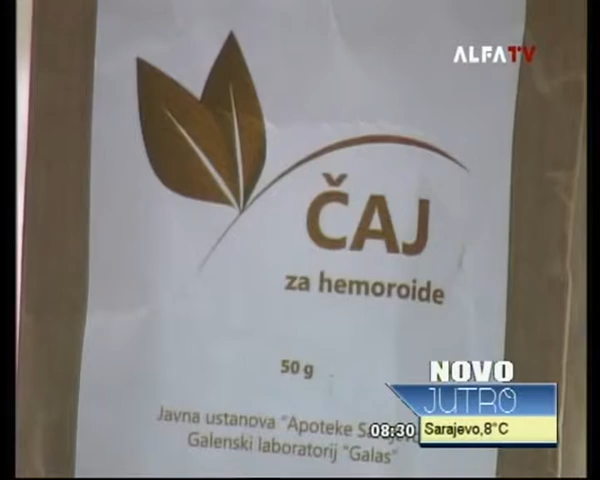 ALFA TV
ČAJ
za hemoroide
50 g
Javna ustanova "Apoteke
Galenski laboratorij "Galas"
NOVO
JUTRO
08:30 Sarajevo,8°C